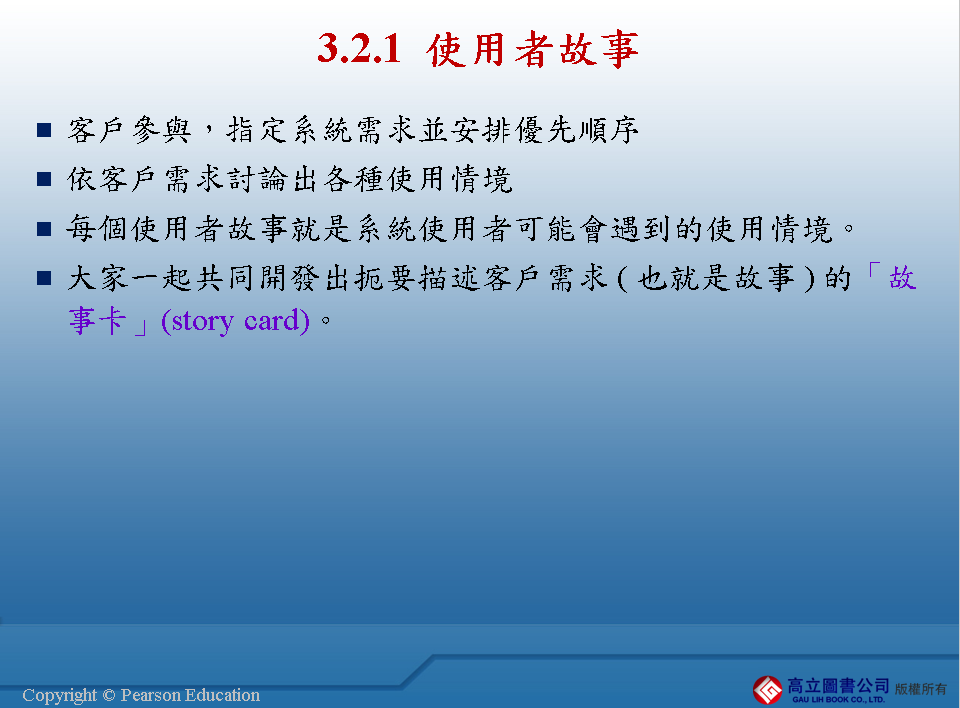 3.2.1 使用者故事
客戶參與，指定系統需求並安排優先順序
依客戶需求討論出各種使用情境
每個使用者故事就是系統使用者可能會遇到的使用情境。
大家一起共同開發出扼要描述客戶需求 ( 也就是故事 ) 的「故
事卡」(story card)。
Copyright © Pearson Education
高立圖書公司 版權所有
GAU LIH BOOK CO., LTD.